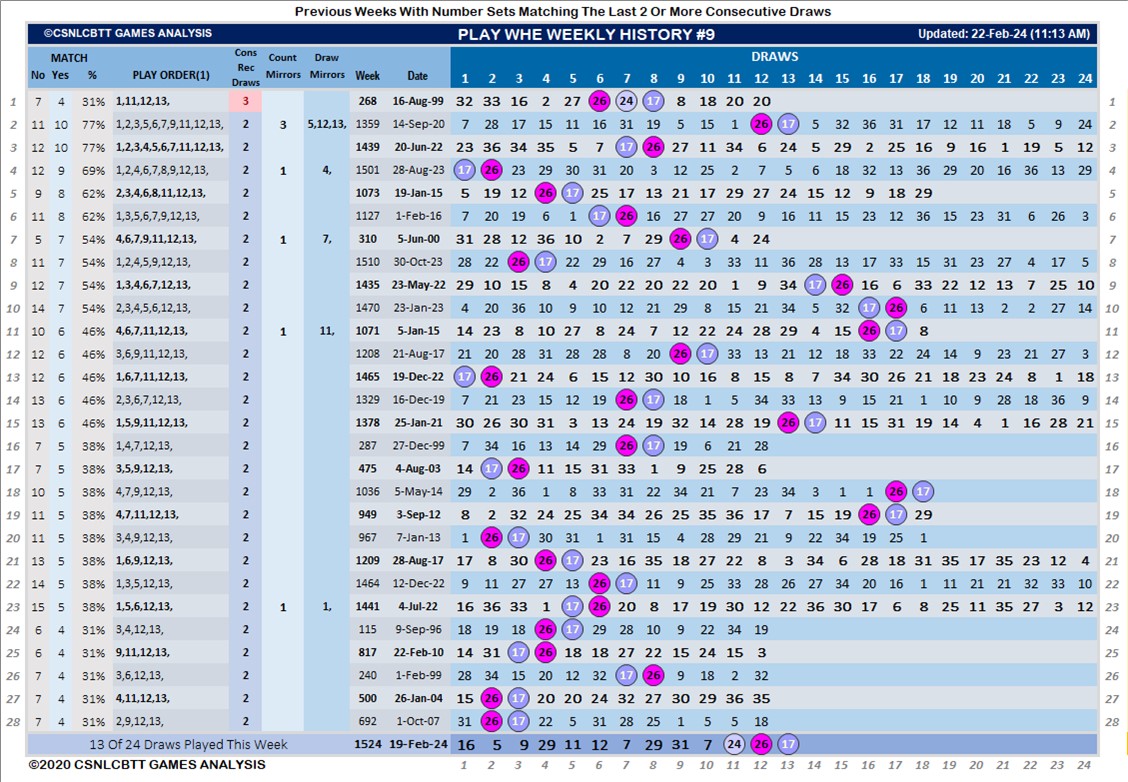 Previous Weeks With Number Sets Matching The Last 2 Or More Consecutive Draws
©CSNLCBTT GAMES ANALYSIS PLAY WHE WEEKLY HISTORY #9 Updated: 22-Feb-24 (11:13 AM)
MATCH Cons Rec Draws Count Mirrors Draw Mirrors DRAWS
No Yes % PLAY ORDER(1) Week Date 1 2 3 4 5 6 7 8 9 10 11 12 13 14 15 16 17 18 19 20 21 22 23 24
1 7 4 31% 1,11,12,13, 3 268 16-Aug-99 32 33 16 2 27 26 24 17 8 18 20 20 1
2 11 10 77% 1,2,3,5,6,7,9,11,12,13, 2 3 5,12,13, 1359 14-Sep-20 7 28 17 15 11 16 31 19 5 15 1 26 17 5 32 36 31 17 12 11 18 5 9 24 2
3 12 10 77% 1,2,3,4,5,6,7,11,12,13, 2 1439 20-Jun-22 23 36 34 35 5 7 17 26 27 11 34 6 24 5 29 2 25 16 9 16 1 19 5 12 3
4 12 9 69% 1,2,4,6,7,8,9,12,13, 2 1 4, 1501 28-Aug-23 17 26 23 29 30 31 20 3 12 25 2 7 5 6 18 32 13 36 29 20 16 36 13 29 4
5 9 8 62% 2,3,4,6,8,11,12,13, 2 1073 19-Jan-15 5 19 12 26 17 25 17 13 21 17 29 27 24 15 12 9 18 29 5
6 11 8 62% 1,3,5,6,7,9,12,13, 2 1127 1-Feb-16 7 20 19 6 1 17 26 16 27 27 20 9 16 11 15 23 12 36 15 23 31 6 26 3 6
7 5 7 54% 4,6,7,9,11,12,13, 2 1 7, 310 5-Jun-00 31 28 12 36 10 2 7 29 26 17 4 24 7
8 11 7 54% 1,2,4,5,9,12,13, 2 1510 30-Oct-23 28 22 26 17 22 29 16 27 4 3 33 11 36 28 13 17 33 15 31 23 27 4 17 5 8
9 12 7 54% 1,3,4,6,7,12,13, 2 1435 23-May-22 29 10 15 8 4 20 22 20 22 20 1 9 34 17 26 16 6 33 22 12 13 7 25 10 9
10 14 7 54% 2,3,4,5,6,12,13, 2 1470 23-Jan-23 4 20 36 10 9 10 12 21 29 8 15 21 34 5 32 17 26 6 11 13 2 2 27 14 10
11 10 6 46% 4,6,7,11,12,13, 2 1 11, 1071 5-Jan-15 14 23 8 10 27 8 24 7 12 22 24 28 29 4 15 26 17 8 11
12 12 6 46% 3,6,9,11,12,13, 2 1208 21-Aug-17 21 20 28 31 28 28 8 20 26 17 33 13 21 12 18 33 22 24 14 9 23 21 27 3 12
13 12 6 46% 1,6,7,11,12,13, 2 1465 19-Dec-22 17 26 21 24 6 15 12 30 10 16 8 15 8 7 34 30 26 21 18 23 24 8 1 18 13
14 13 6 46% 2,3,6,7,12,13, 2 1329 16-Dec-19 7 21 23 15 12 19 26 17 18 1 5 34 33 13 9 15 21 1 10 9 28 18 36 9 14
15 13 6 46% 1,5,9,11,12,13, 2 1378 25-Jan-21 30 26 30 31 3 13 24 19 32 14 28 19 26 17 11 15 31 19 14 4 1 16 28 21 15
16 7 5 38% 1,4,7,12,13, 2 287 27-Dec-99 7 34 16 13 14 29 26 17 19 6 21 28 16
17 7 5 38% 3,5,9,12,13, 2 475 4-Aug-03 14 17 26 11 15 31 33 1 9 25 28 6 17
18 10 5 38% 4,7,9,12,13, 2 1036 5-May-14 29 2 36 1 8 33 31 22 34 21 7 23 34 3 1 1 26 17 18
19 11 5 38% 4,7,11,12,13, 2 949 3-Sep-12 8 2 32 24 25 34 34 26 25 35 36 17 14 7 15 26 17 29 19
20 11 5 38% 3,4,9,12,13, 2 967 7-Jan-13 1 26 17 30 31 1 31 15 4 28 29 21 9 22 34 19 25 1 20
21 13 5 38% 1,6,9,12,13, 2 1209 28-Aug-17 17 8 30 26 17 23 16 35 18 27 22 8 3 34 6 28 18 31 35 17 35 23 12 4 21
22 14 5 38% 1,3,5,12,13, 2 1464 12-Dec-22 9 11 27 27 13 26 17 11 9 25 33 28 26 27 34 20 16 1 11 21 21 32 33 10 22
23 15 5 38% 1,5,6,12,13, 2 1 1, 1441 4-Jul-22 16 36 33 1 17 26 20 8 17 19 30 12 22 36 30 17 6 8 25 11 35 27 3 12 23
24 6 4 31% 3,4,12,13, 2 115 9-Sep-96 18 19 18 26 17 29 28 10 9 22 34 19 24
25 6 4 31% 9,11,12,13, 2 817 22-Feb-10 14 31 17 26 18 18 27 22 15 24 15 3 25
26 7 4 31% 3,6,12,13, 2 240 1-Feb-99 28 34 15 20 12 32 17 26 9 18 2 32 26
27 7 4 31% 4,11,12,13, 2 500 26-Jan-04 15 26 17 20 20 24 32 27 30 29 36 35 27
28 7 4 31% 2,9,12,13, 2 692 1-Oct-07 31 26 17 22 5 31 28 25 1 5 5 18 28
13 Of 24 Draws Played This Week 1524 19-Feb-24 16 5 9 29 11 12 7 29 31 7 24 26 17
©2020 CSNLCBTT GAMES ANALYSIS 1 2 3 4 5 6 7 8 9 10 11 12 13 14 15 16 17 18 19 20 21 22 23 24